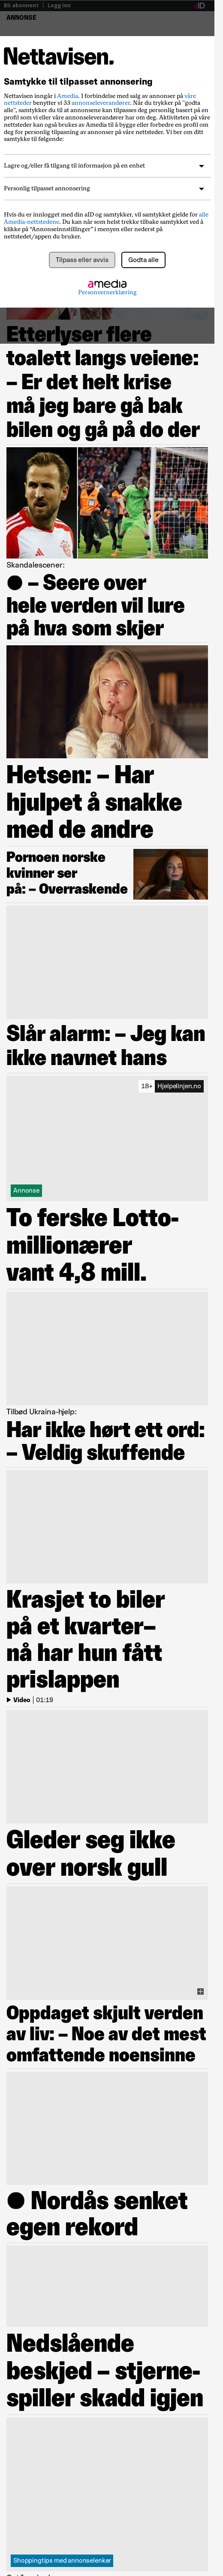 Bli abonnent | Logg inn
aID
ANNONSE
Nettavisen.
Samtykke til tilpasset annonsering
Nettavisen inngår i Amedia. I forbindelse med salg av annonser på våre
nettsteder benytter vi 33 annonseleverandører. Når du trykker på "godta
alle", samtykker du til at annonsene kan tilpasses deg personlig basert på en
profil som vi eller våre annonseleverandører har om deg. Aktiviteten på våre
nettsteder kan også brukes av Amedia til å bygge eller forbedre en profil om
deg for personlig tilpasning av annonser på våre nettsteder. Vi ber om ditt
samtykke til følgende:
Lagre og/eller få tilgang til informasjon på en enhet
Personlig tilpasset annonsering
Hvis du er innlogget med din aID og samtykker, vil samtykket gjelde for alle
Amedia-nettstedene. Du kan når som helst trekke tilbake samtykket ved å
klikke på “Annonseinnstillinger” i menyen eller nederst på
nettstedet/appen du bruker.
Tilpass eller avvis
Godta alle
amedia
Personvernerklæring
Etterlyser flere
toalett langs veiene:
– Er det helt krise
må jeg bare gå bak
bilen og gå på do der
Skandalescener:
● – Seere over
hele verden vil lure
på hva som skjer
Hetsen: – Har
hjulpet å snakke
med de andre
Pornoen norske
kvinner ser
på: – Overraskende
Slår alarm: – Jeg kan
ikke navnet hans
18+ Hjelpelinjen.no
Annonse
To ferske Lotto-
millionærer
vant 4,8 mill.
Tilbød Ukraina-hjelp:
Har ikke hørt ett ord:
– Veldig skuffende
Krasjet to biler
på et kvarter–
nå har hun fått
prislappen
Video | 01:19
Gleder seg ikke
over norsk gull
Oppdaget skjult verden
av liv: – Noe av det mest
omfattende noensinne
● Nordås senket
egen rekord
Nedslående
beskjed – stjerne-
spiller skadd igjen
Shoppingtips med annonselenker